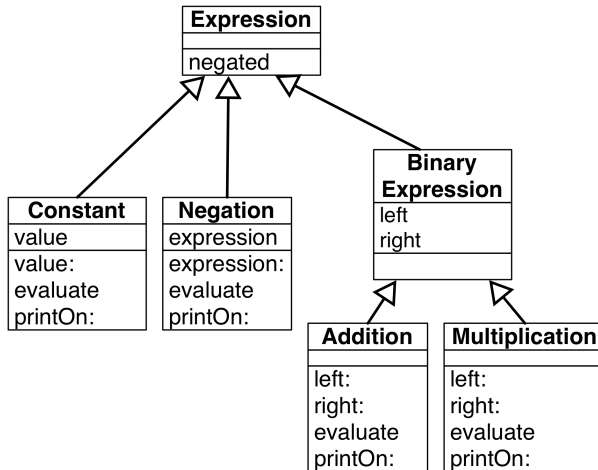 Expression
negated
Constant
value
value:
evaluate
printOn:
Negation
expression
expression:
evaluate
printOn:
Binary
Expression
left
right
Addition
left:
right:
evaluate
printOn:
Multiplication
left:
right:
evaluate
printOn: